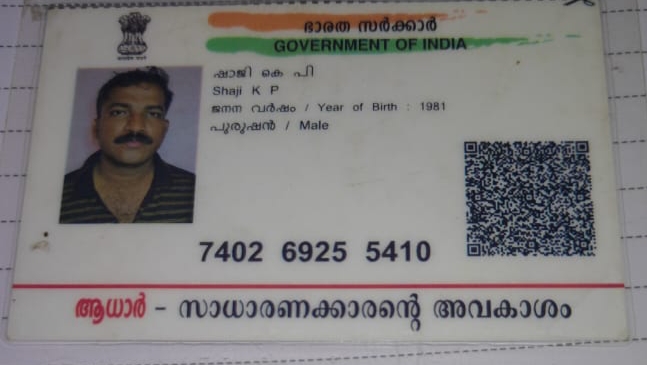 ഭാരത സർക്കാർ
GOVERNMENT OF INDIA
ഷാജി കെ പി
Shaji K P
ജനന വർഷം / Year of Birth : 1981
പുരുഷൻ / Male
7402 6925 5410
ആധാർ - സാധാരണക്കാരന്റെ അവകാശം